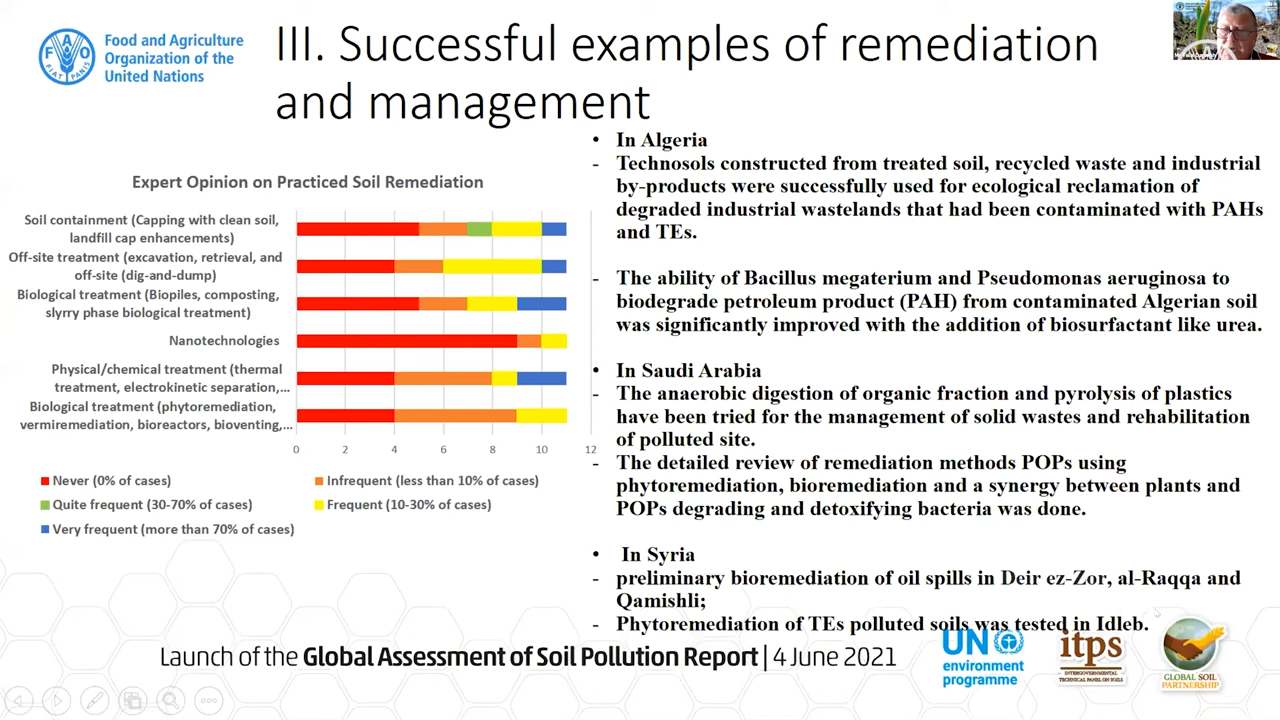 Food and Agriculture
Organization of the
United Nations
FAO
FIAT PANIS
III. Successful examples of remediation
and management
Expert Opinion on Practiced Soil Remediation
Soil containment (Capping with clean soil,
landfill cap enhancements)
Off-site treatment (excavation, retrieval, and
off-site (dig-and-dump)
Biological treatment (Biopiles, composting,
slyrry phase biological treatment)
Nanotechnologies
Physical/chemical treatment (thermal
treatment, electrokinetic separation,...
Biological treatment (phytoremediation,
vermiremediation, bioreactors, bioventing,...
0 2 4 6 8 10 12
Never (0% of cases)
Infrequent (less than 10% of cases)
Quite frequent (30-70% of cases)
Frequent (10-30% of cases)
Very frequent (more than 70% of cases)
• In Algeria
- Technosols constructed from treated soil, recycled waste and industrial
by-products were successfully used for ecological reclamation of
degraded industrial wastelands that had been contaminated with PAHs
and TEs.
- The ability of Bacillus megaterium and Pseudomonas aeruginosa to
biodegrade petroleum product (PAH) from contaminated Algerian soil
was significantly improved with the addition of biosurfactant like urea.
• In Saudi Arabia
- The anaerobic digestion of organic fraction and pyrolysis of plastics
have been tried for the management of solid wastes and rehabilitation
of polluted site.
- The detailed review of remediation methods POPs using
phytoremediation, bioremediation and a synergy between plants and
POPs degrading and detoxifying bacteria was done.
• In Syria
- preliminary bioremediation of oil spills in Deir ez-Zor, al-Raqqa and
Qamishli;
- Phytoremediation of TEs polluted soils was tested in Idleb.
Launch of the Global Assessment of Soil Pollution Report | 4 June 2021
UN
environment
programme
itps
INTERGOVERNMENTAL
TECHNICAL PANEL ON SOILS
GLOBAL SOIL
PARTNERSHIP